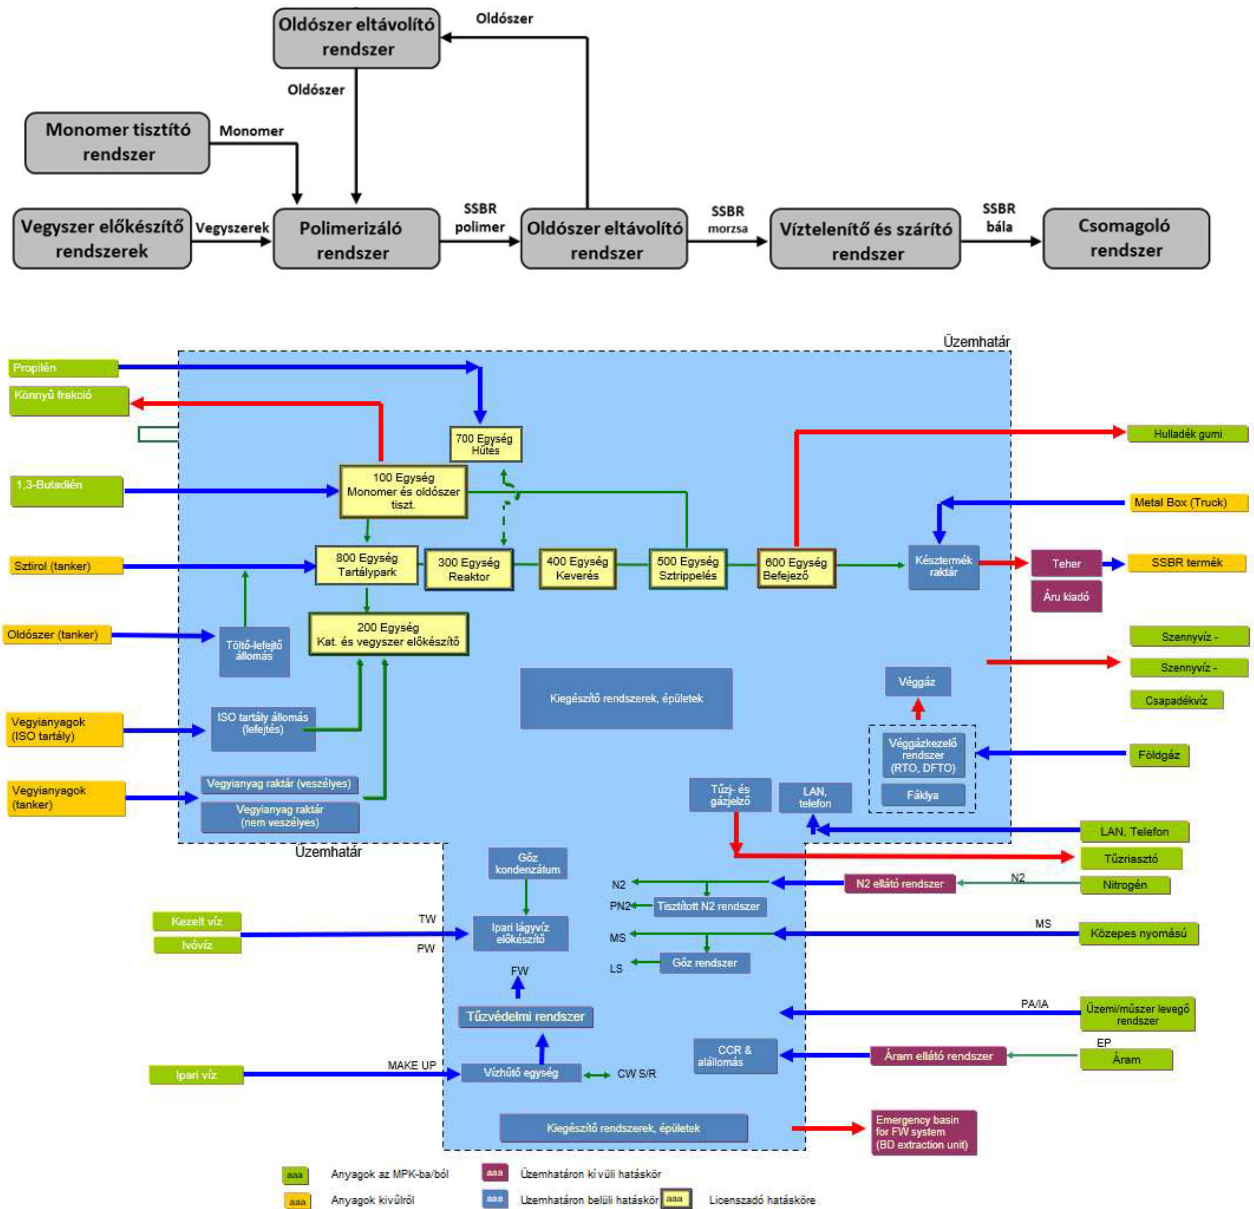 Oldószer eltávolító
rendszer
Oldószer
Oldószer
Monomer tisztító
rendszer
Monomer
Vegyszer előkészítő
rendszerek
Vegyszerek
Polimerizáló
rendszer
SSBR
polimer
Oldószer eltávolító
rendszer
SSBR
morzsa
Víztelenítő és szárító
rendszer
SSBR
bála
Csomagoló
rendszer
Üzemhatár
Propilén
Könnyű frakció
700 Egység
Hűtés
Hulladék gumi
1,3-Butadién
100 Egység
Monomer és oldószer
tiszt.
Metal Box (Truck)
Sztirol (tanker)
800 Egység
Tartálypark
300 Egység
Reaktor
400 Egység
Keverés
500 Egység
Sztrippelés
600 Egység
Befejező
Késztermék
raktár
Teher
SSBR termék
Áru kiadó
Oldószer (tanker)
Töltő-lefejtő
állomás
200 Egység
Kat. és vegyszer előkészítő
Szennyvíz -
Szennyvíz -
Csapadékvíz
Kiegészítő rendszerek, épületek
Véggáz
Vegyianyagok
(ISO tartály)
ISO tartály állomás
(lefejtés)
Véggázkezelő
rendszer
(RTO, DFTO)
Fáklya
Földgáz
Vegyianyagok
(tanker)
Vegyianyag raktár (veszélyes)
Vegyianyag raktár
(nem veszélyes)
Tűzj- és
gázjelző
LAN,
telefon
LAN, Telefon
Üzemhatár
Tűzriasztó
Gőz
kondenzátum
N2
N2 ellátó rendszer
N2
Nitrogén
PN2
Tisztított N2 rendszer
Kezelt víz
Ivóvíz
TW
PW
Ipari lágyvíz
előkészítő
MS
MS
Közepes nyomású
LS
Gőz rendszer
FW
Tűzvédelmi rendszer
PA/IA
Üzemi/műszer levegő
rendszer
CCR &
alállomás
Áram ellátó rendszer
EP
Áram
Ipari víz
MAKE UP
Vízhűtő egység
CW S/R
Kiegészítő rendszerek, épületek
Emergency basin
for FW system
(BD extraction unit)
aaa Anyagok az MPK-ba/ból
aaa Üzemhatáron kívüli hatáskör
aaa Anyagok kívülről
aaa Uzemhatáron belüli hatáskör
aaa Licenszadó hatásköre